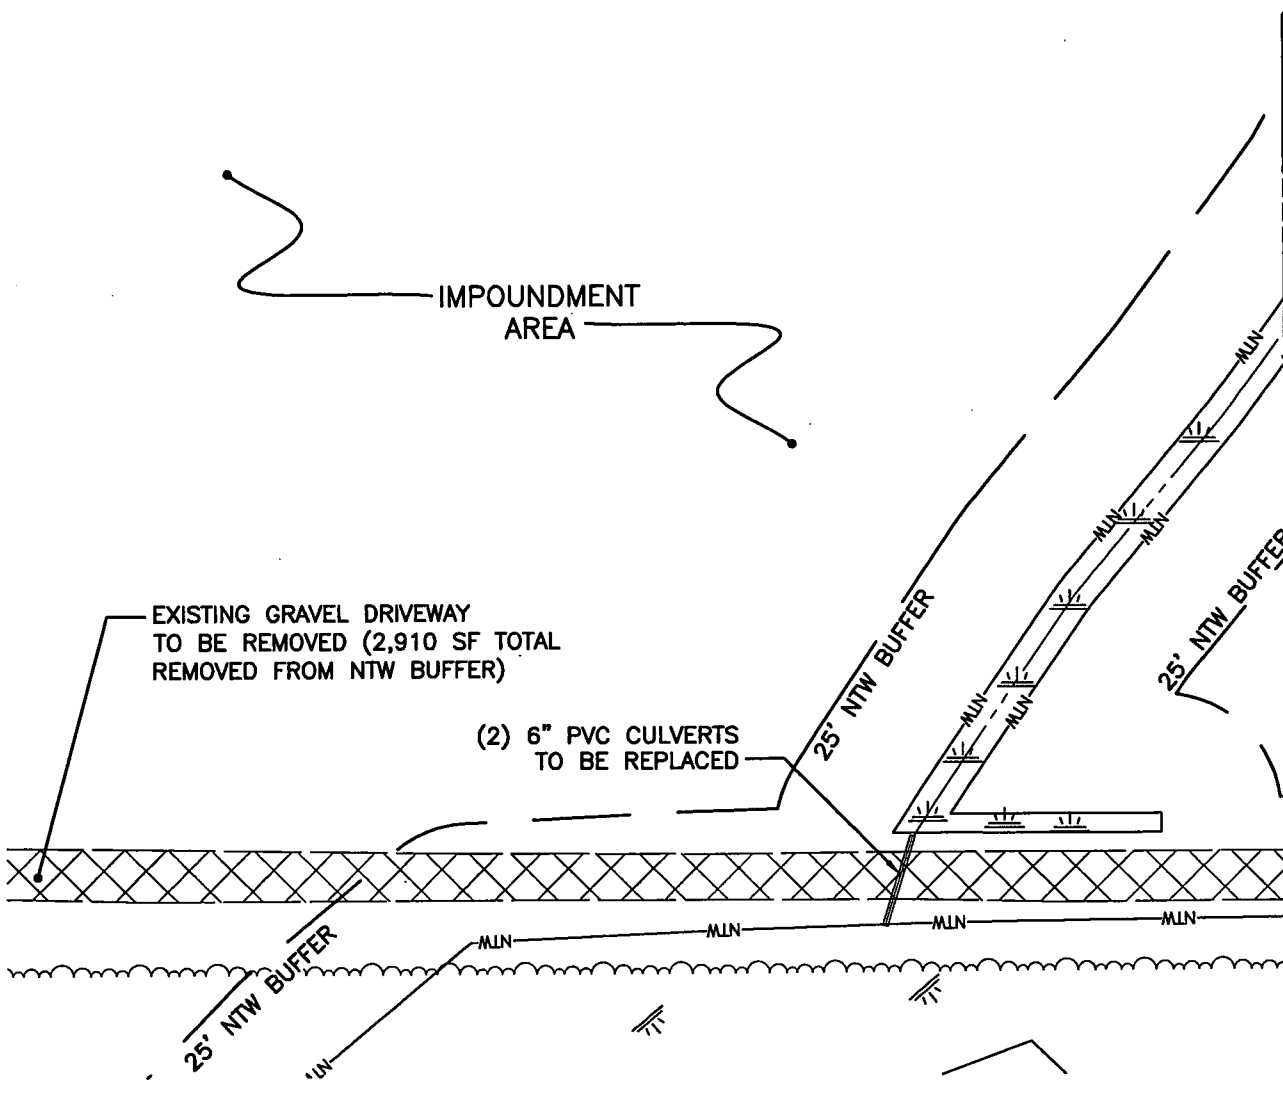 IMPOUNDMENT
AREA
NTW
NTW
NTW
25' NTW BUFFER
25' NTW BUFFER
EXISTING GRAVEL DRIVEWAY
TO BE REMOVED (2,910 SF TOTAL
REMOVED FROM NTW BUFFER)
NTW
NTW
(2) 6" PVC CULVERTS
TO BE REPLACED
NTW
NTW
NTW
NTW
25' NTW BUFFER